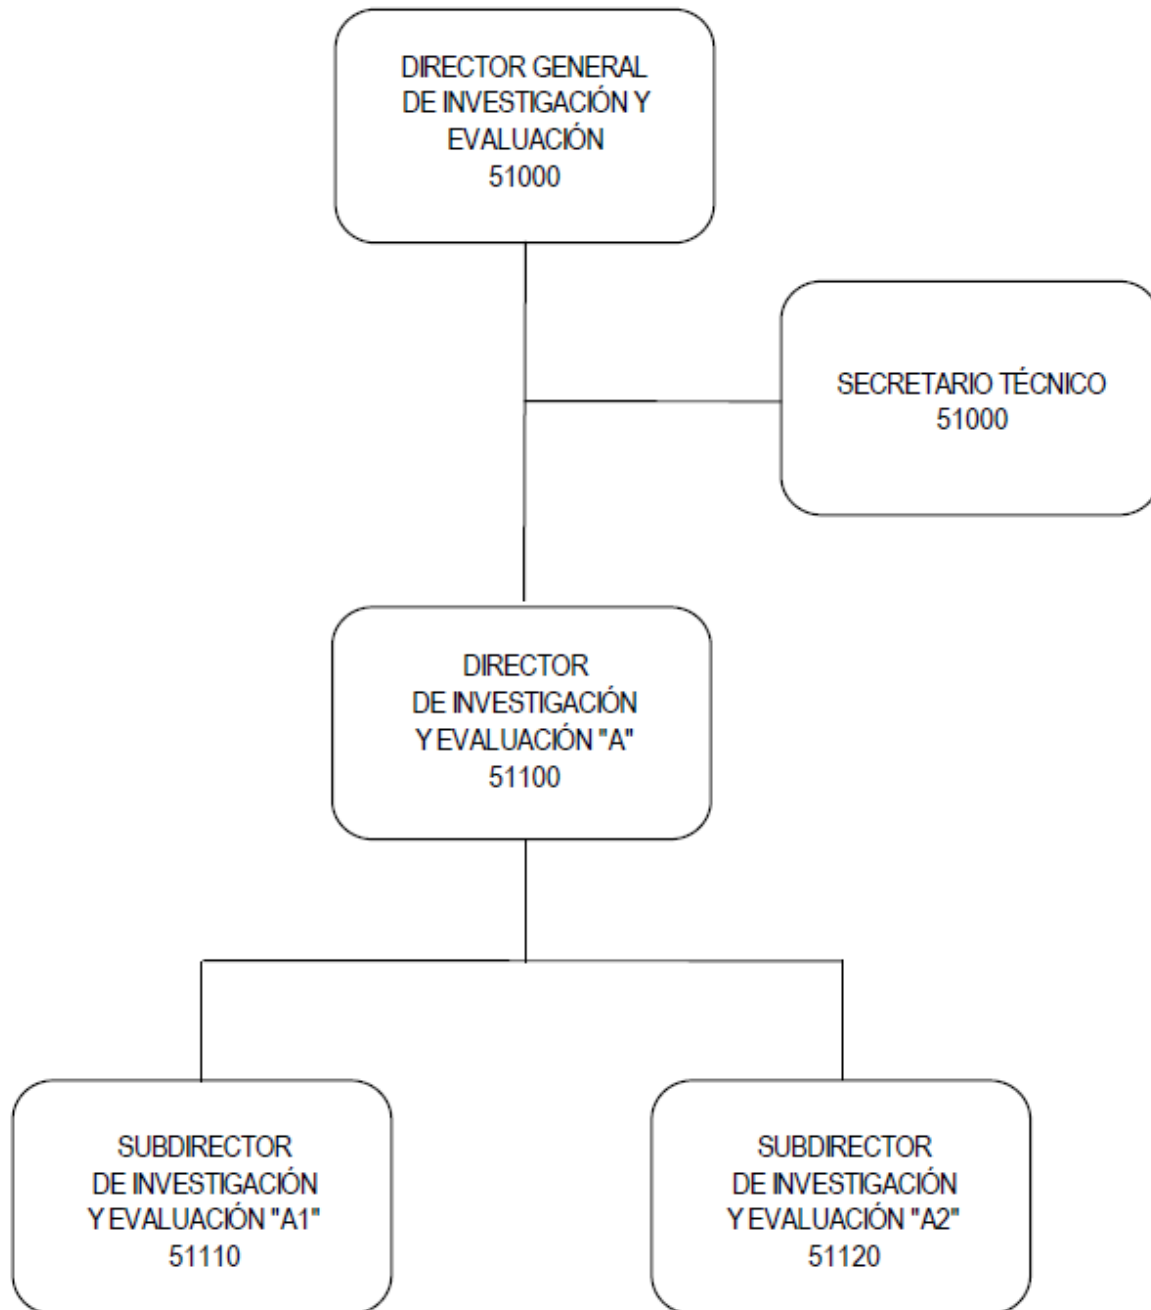 DIRECTOR GENERAL
DE INVESTIGACIÓN Y
EVALUACIÓN
51000
SECRETARIO TÉCNICO
51000
DIRECTOR
DE INVESTIGACIÓN
Y EVALUACIÓN "A"
51100
SUBDIRECTOR
DE INVESTIGACIÓN
Y EVALUACIÓN "A1"
51110
SUBDIRECTOR
DE INVESTIGACIÓN
Y EVALUACIÓN "A2"
51120